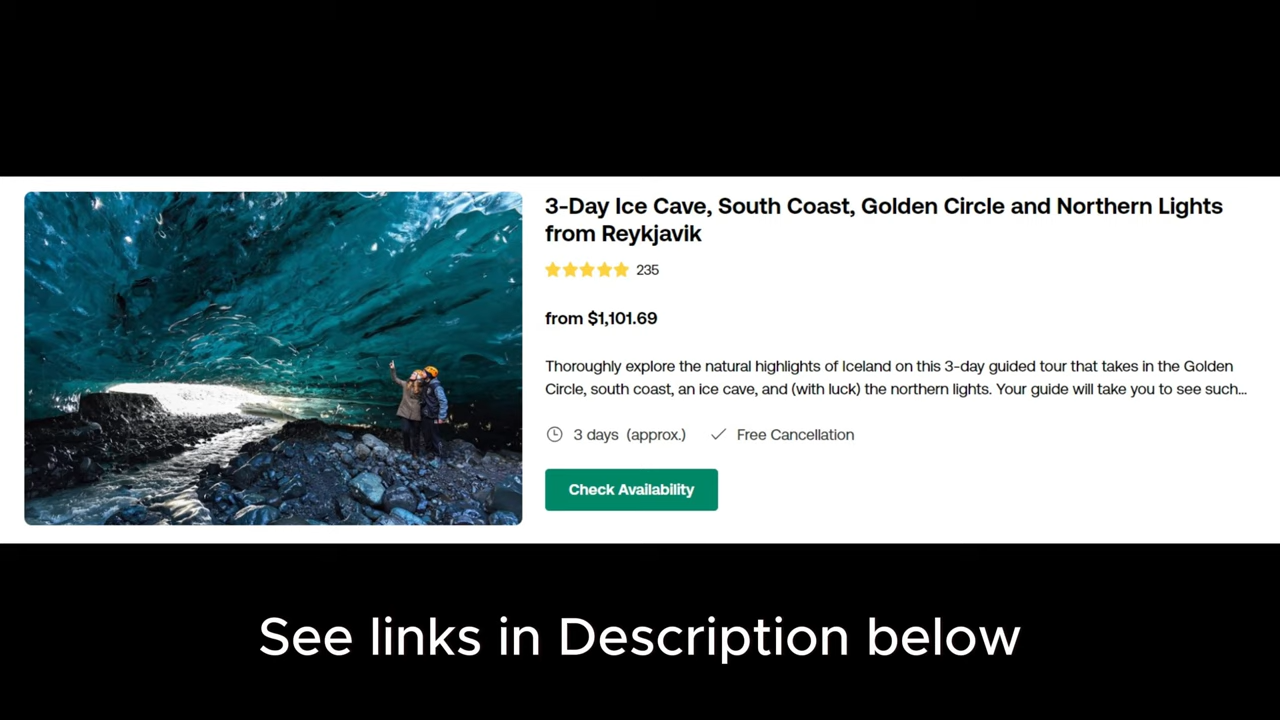 3-Day Ice Cave, South Coast, Golden Circle and Northern Lights
from Reykjavik
235
from $1,101.69
Thoroughly explore the natural highlights of Iceland on this 3-day guided tour that takes in the Golden
Circle, south coast, an ice cave, and (with luck) the northern lights. Your guide will take you to see such...
3 days (approx.) Free Cancellation
Check Availability
See links in Description below